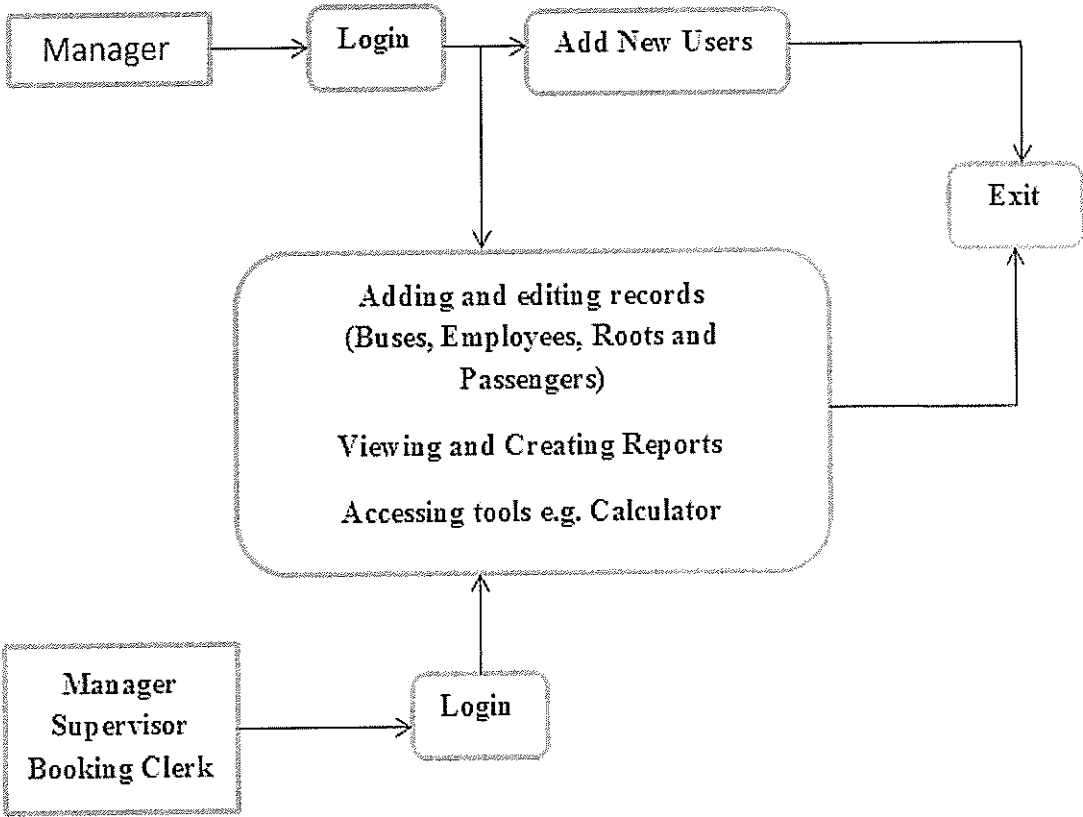 Manager
Login
Add New Users
Exit
Adding and editing records
(Buses, Employees, Roots and
Passengers)
Viewing and Creating Reports
Accessing tools e.g. Calculator
Manager
Supervisor
Booking Clerk
Login